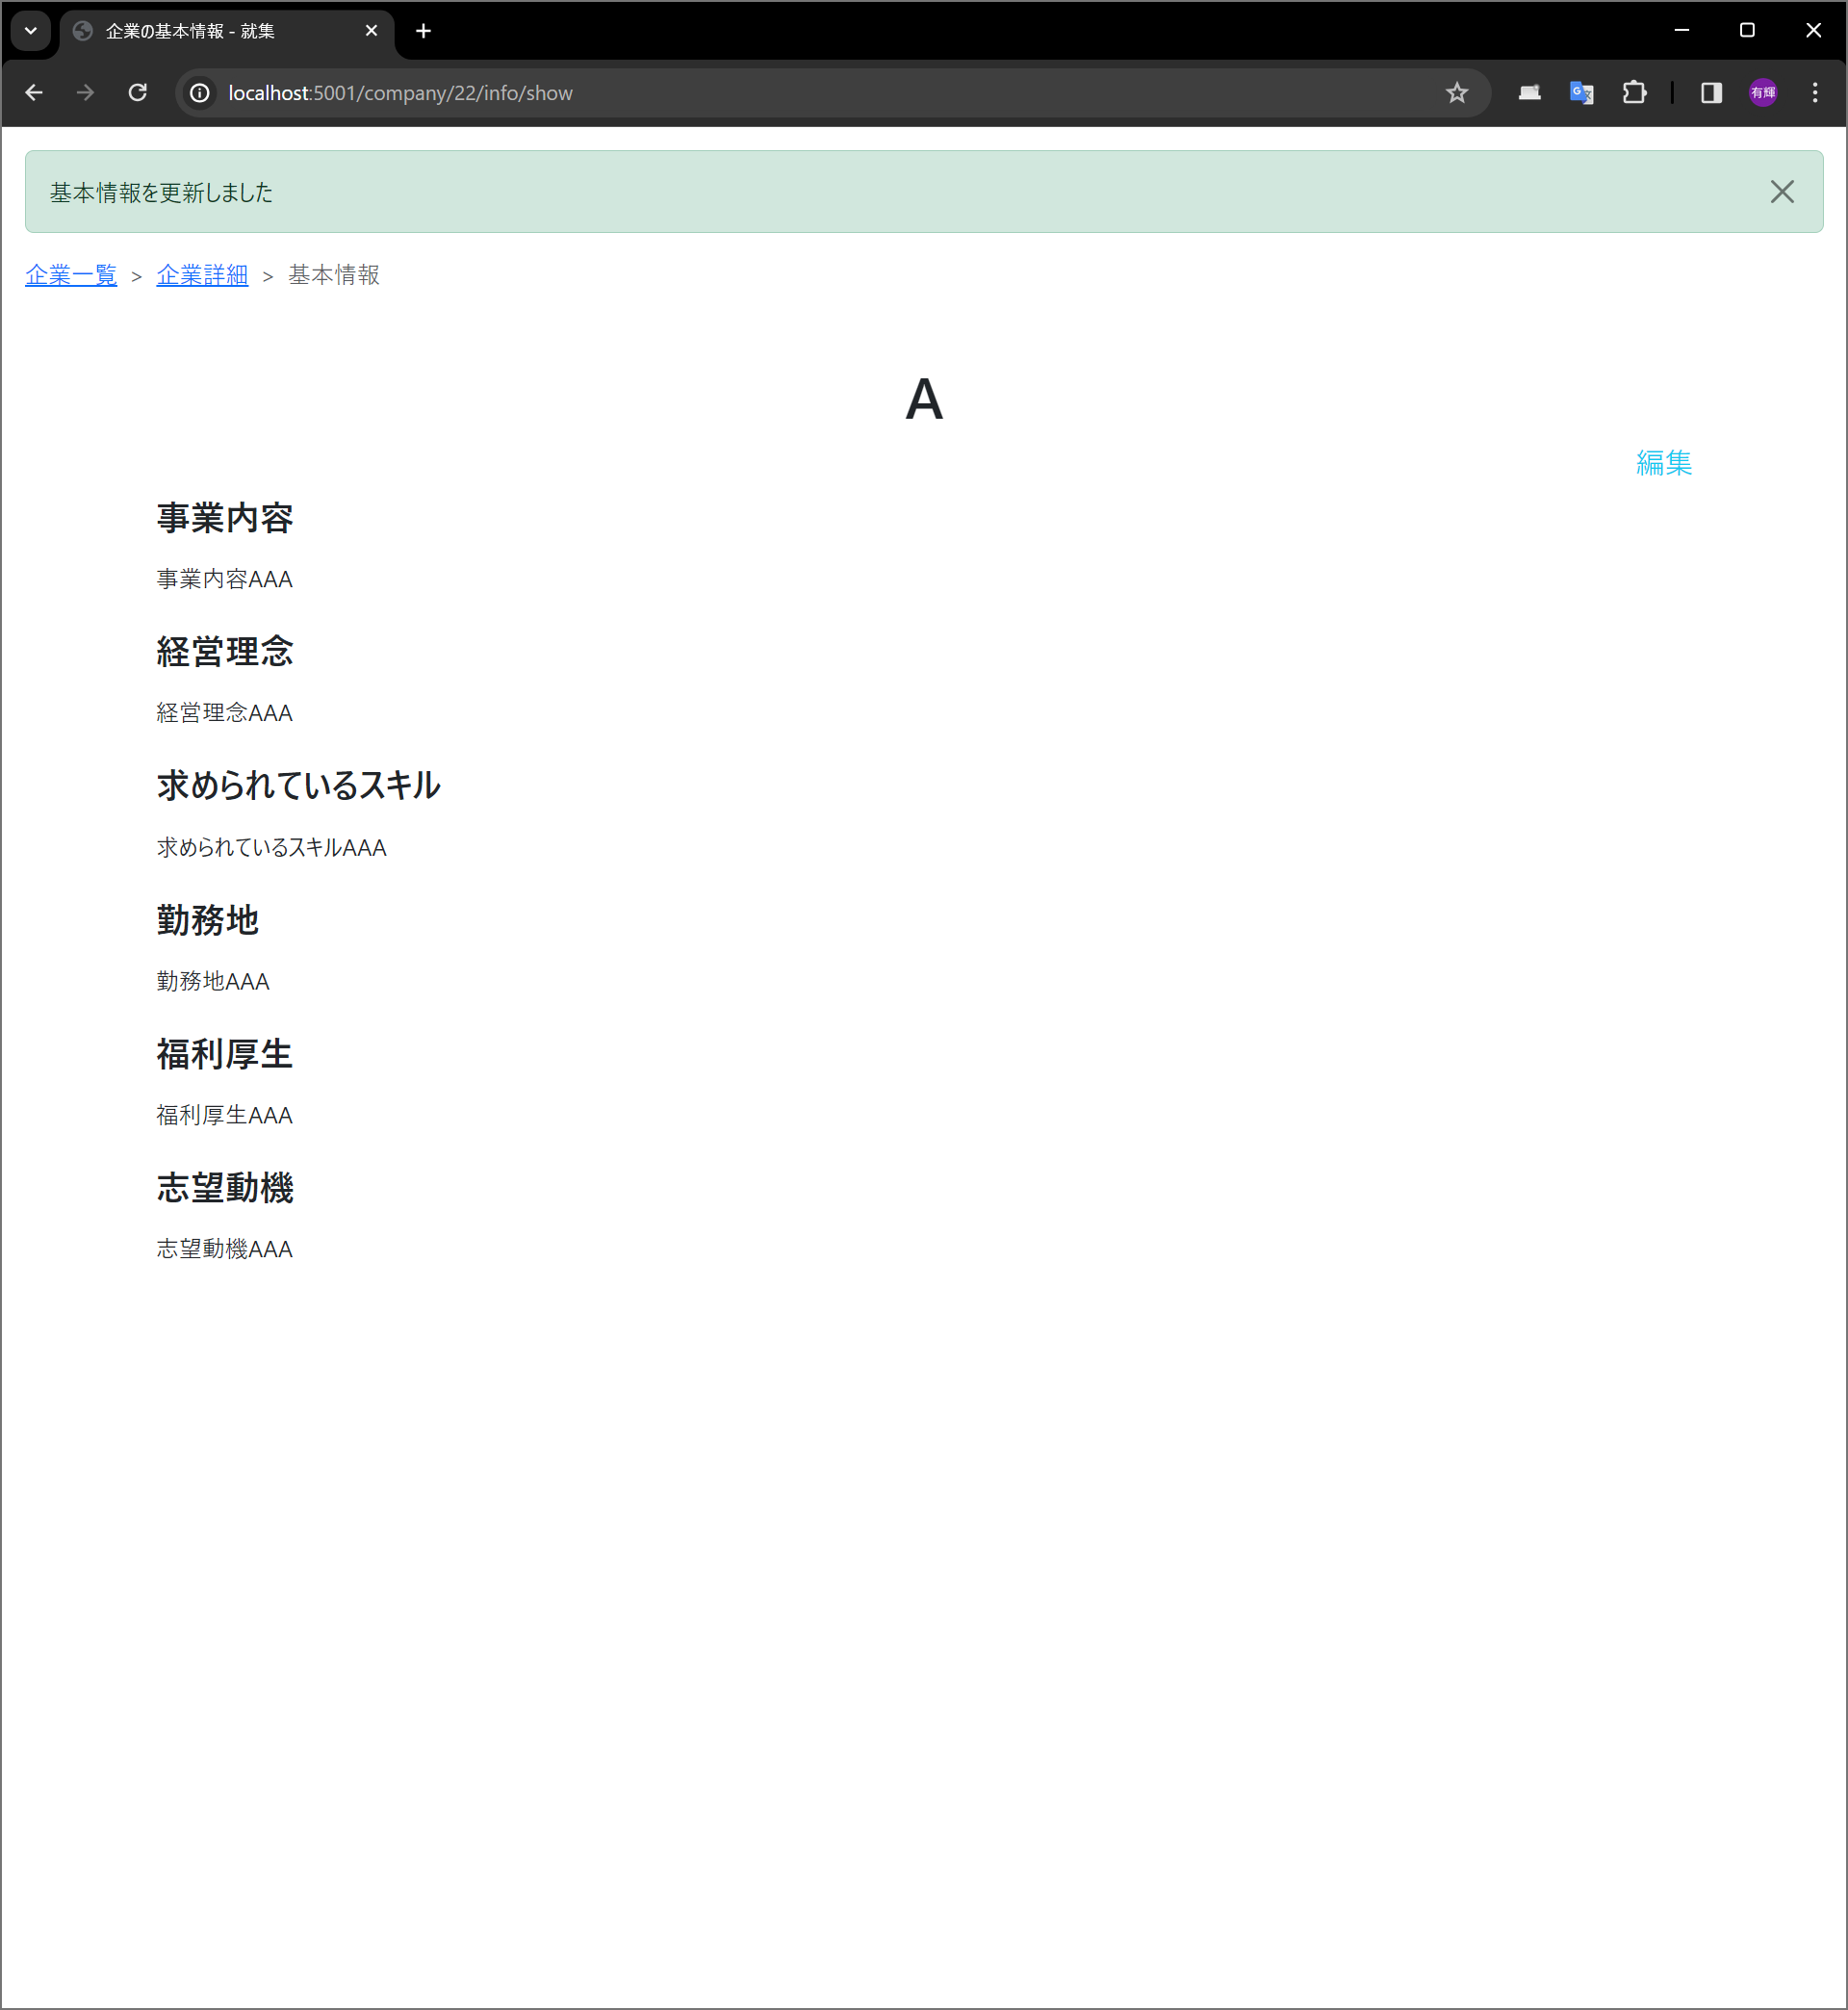 企業の基本情報 - 就集
localhost:5001/company/22/info/show
有輝
基本情報を更新しました
企業一覧 > 企業詳細 > 基本情報
A
編集
事業内容
事業内容AAA
経営理念
経営理念AAA
求められているスキル
求められているスキルAAA
勤務地
勤務地AAA
福利厚生
福利厚生AAA
志望動機
志望動機AAA